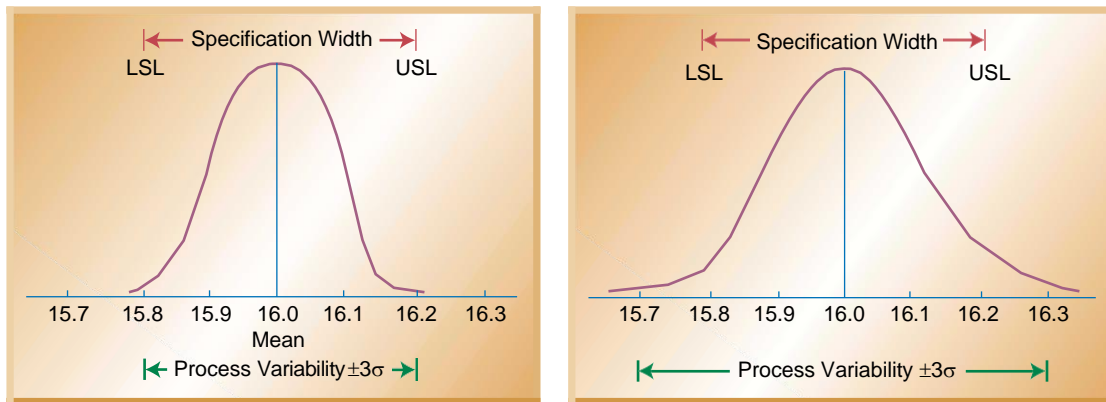 Specification Width
LSL USL
15.7 15.8 15.9 16.0 16.1 16.2 16.3
Mean
Process Variability ±3σ
Specification Width
LSL USL
15.7 15.8 15.9 16.0 16.1 16.2 16.3
Process Variability ±3σ